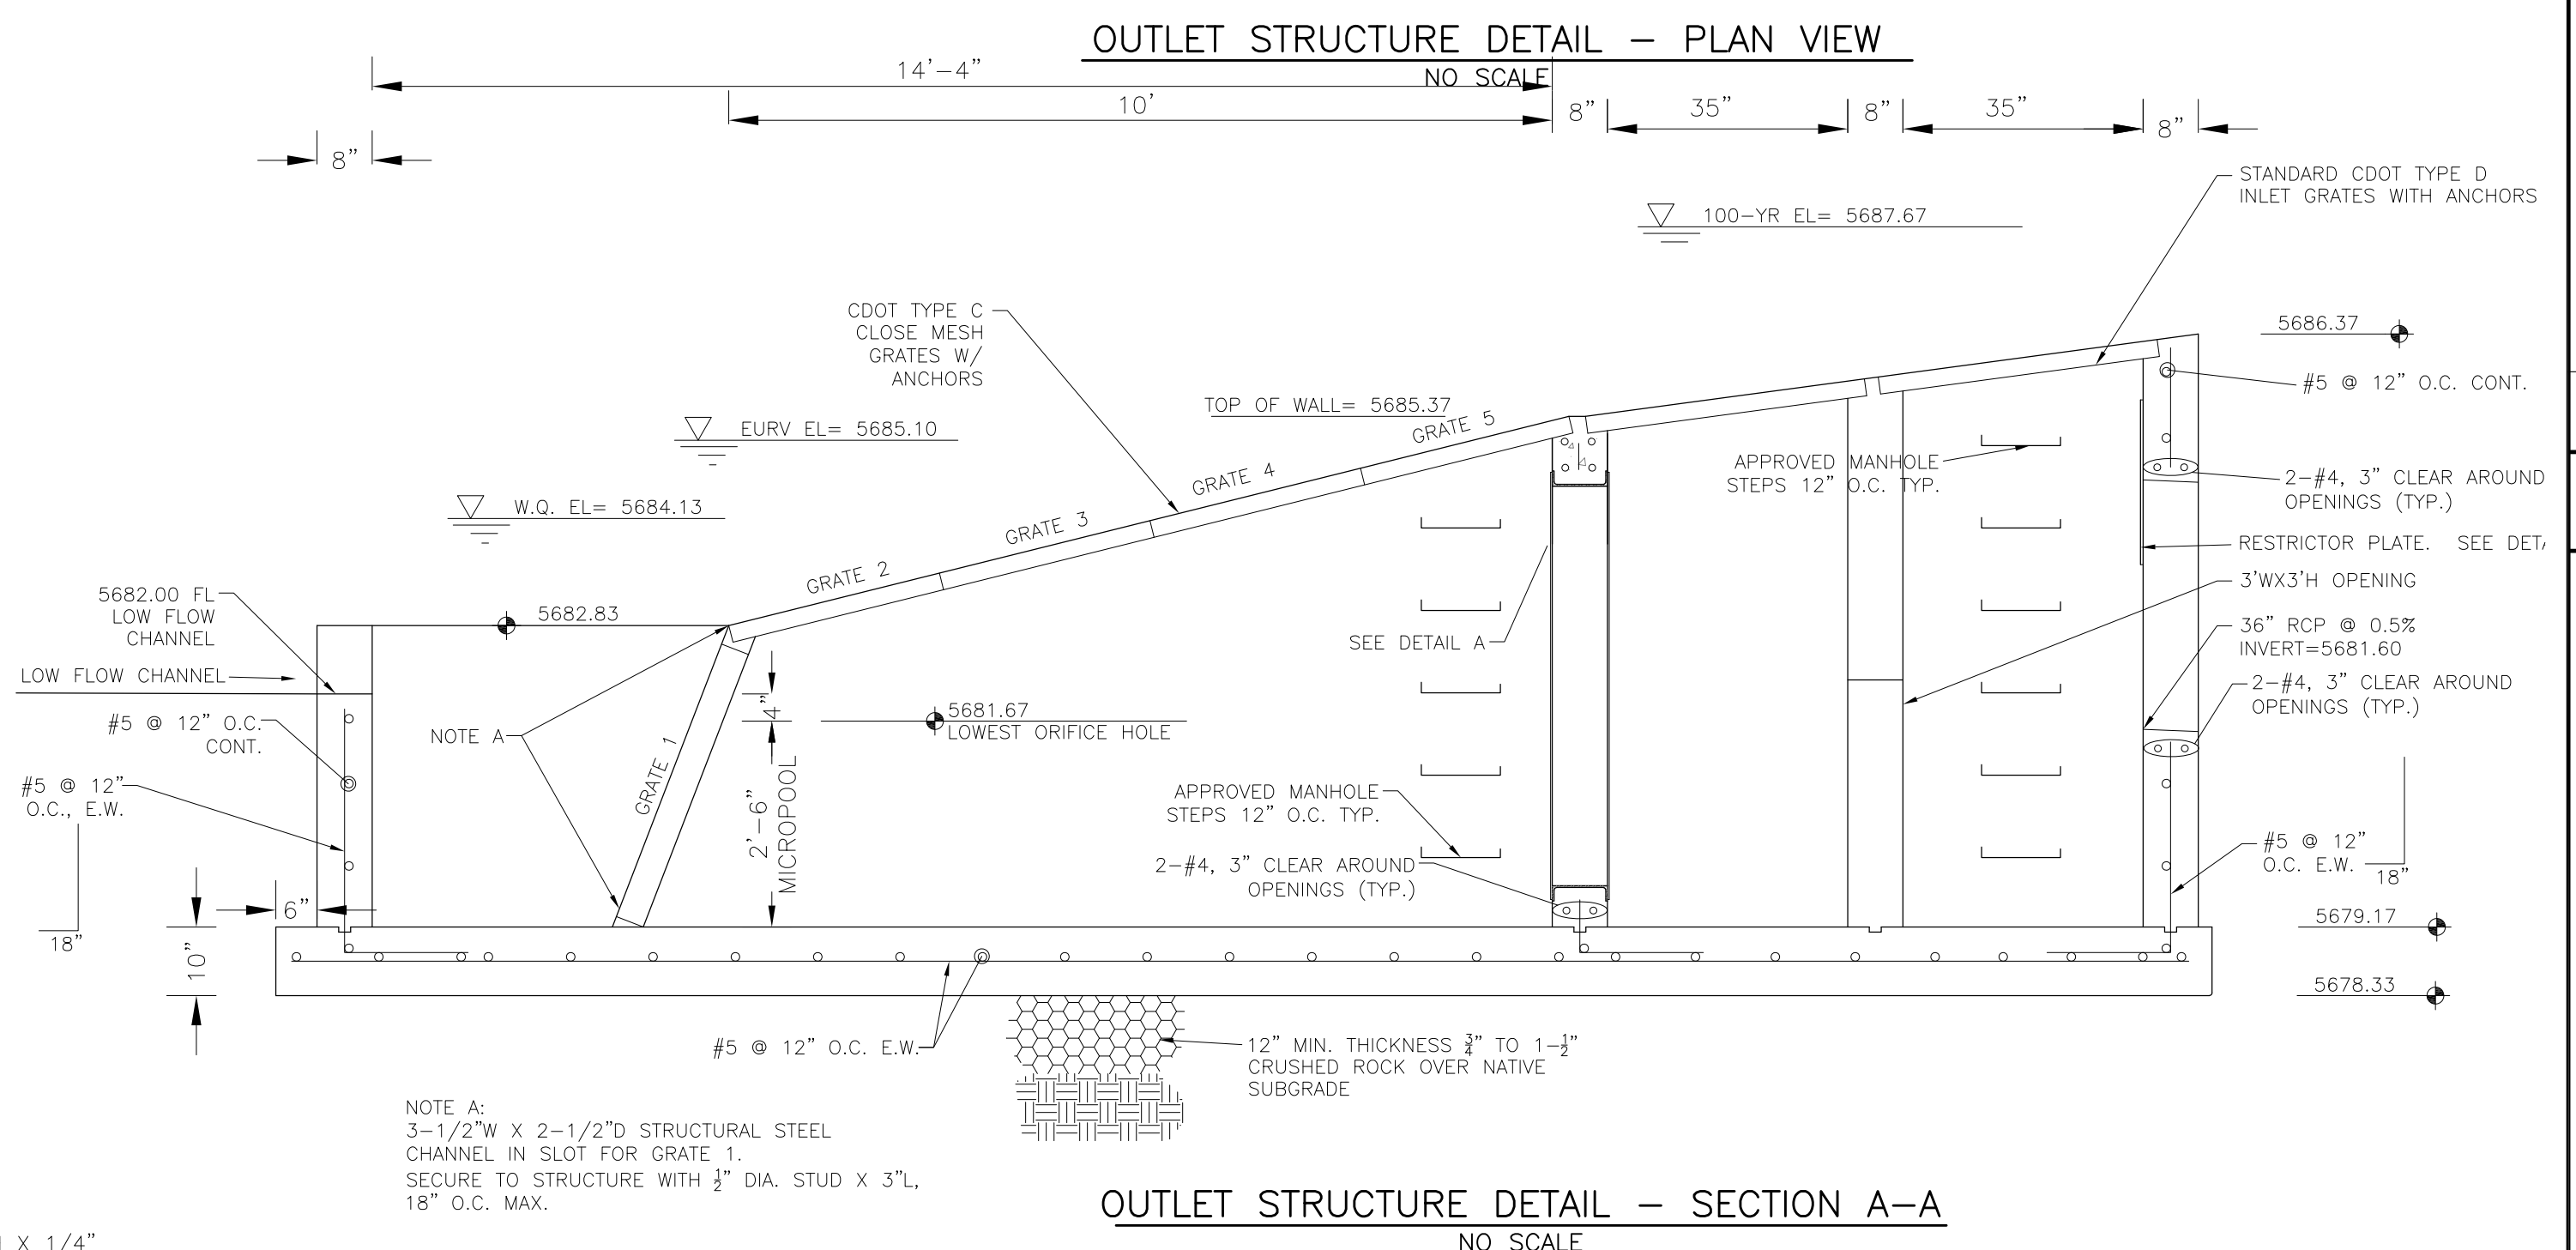 OUTLET STRUCTURE DETAIL – PLAN VIEW
NO SCALE
14'–4"
10'
8"
35"
8"
35"
8"
8"
STANDARD CDOT TYPE D
INLET GRATES WITH ANCHORS
100–YR EL= 5687.67
CDOT TYPE C
CLOSE MESH
GRATES W/
ANCHORS
5686.37
#5 @ 12" O.C. CONT.
TOP OF WALL= 5685.37
EURV EL= 5685.10
GRATE 5
GRATE 4
GRATE 3
GRATE 2
APPROVED MANHOLE
STEPS 12" O.C. TYP.
2–#4, 3" CLEAR AROUND
OPENINGS (TYP.)
W.Q. EL= 5684.13
RESTRICTOR PLATE. SEE
3'WX3'H OPENING
5682.00 FL
LOW FLOW
CHANNEL
5682.83
SEE DETAIL A
36" RCP @ 0.5%
INVERT=5681.60
LOW FLOW CHANNEL
2–#4, 3" CLEAR AROUND
OPENINGS (TYP.)
4"
5681.67
LOWEST ORIFICE HOLE
#5 @ 12" O.C.
CONT.
NOTE A
GRATE 1
#5 @ 12"
O.C., E.W.
2'–6"
MICROPOOL
APPROVED MANHOLE
STEPS 12" O.C. TYP.
2–#4, 3" CLEAR AROUND
OPENINGS (TYP.)
#5 @ 12"
O.C. E.W.
18"
6"
18"
10"
5679.17
5678.33
#5 @ 12" O.C. E.W.
12" MIN. THICKNESS 3/4" TO 1–1/2"
CRUSHED ROCK OVER NATIVE
SUBGRADE
NOTE A:
3–1/2"W X 2–1/2"D STRUCTURAL STEEL
CHANNEL IN SLOT FOR GRATE 1.
SECURE TO STRUCTURE WITH 1/2" DIA. STUD X 3"L,
18" O.C. MAX.
OUTLET STRUCTURE DETAIL – SECTION A–A
NO SCALE
X 1/4"